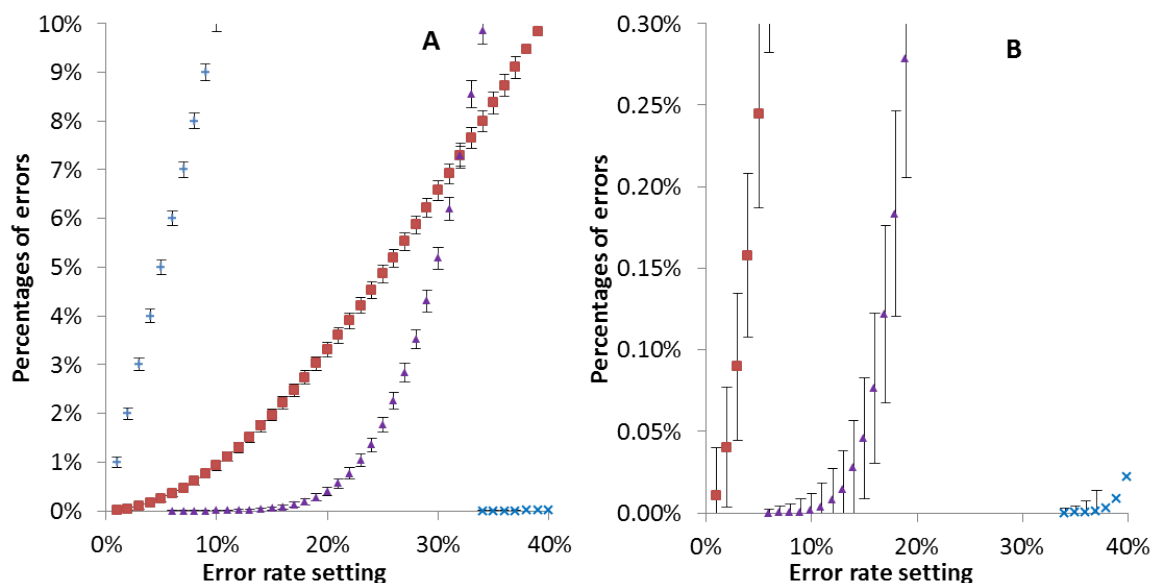 A
10%
9%
8%
7%
6%
5%
4%
3%
2%
1%
0%
Percentages of errors
0% 10% 20% 30% 40%
Error rate setting
B
0.30%
0.25%
0.20%
0.15%
0.10%
0.05%
0.00%
Percentages of errors
0% 10% 20% 30% 40%
Error rate setting